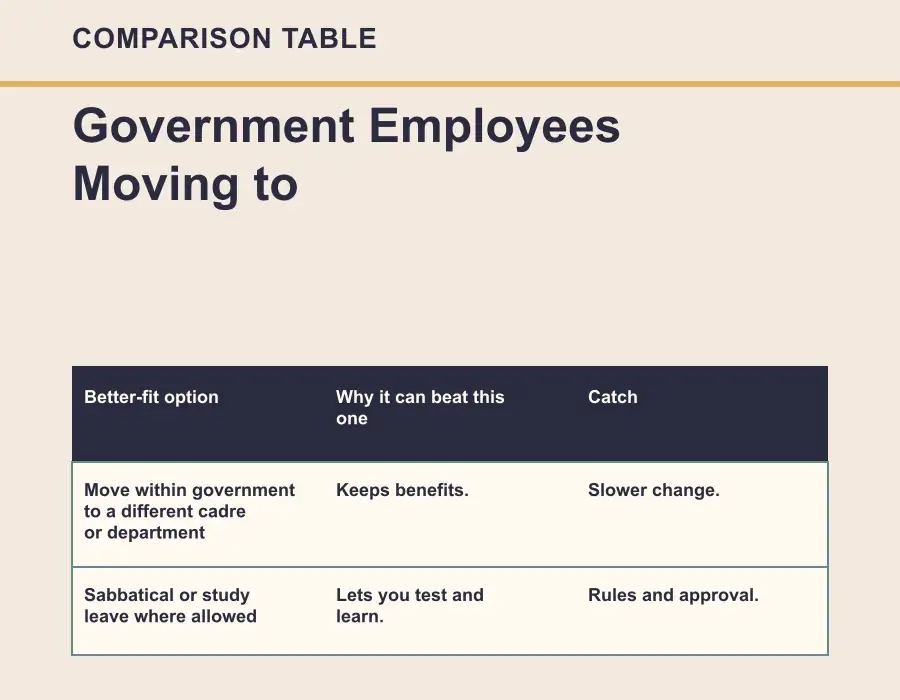 COMPARISON TABLE
Government Employees
Moving to
Better-fit option
Why it can beat this
one
Catch
Move within government
to a different cadre
or department
Keeps benefits.
Slower change.
Sabbatical or study
leave where allowed
Lets you test and
learn.
Rules and approval.